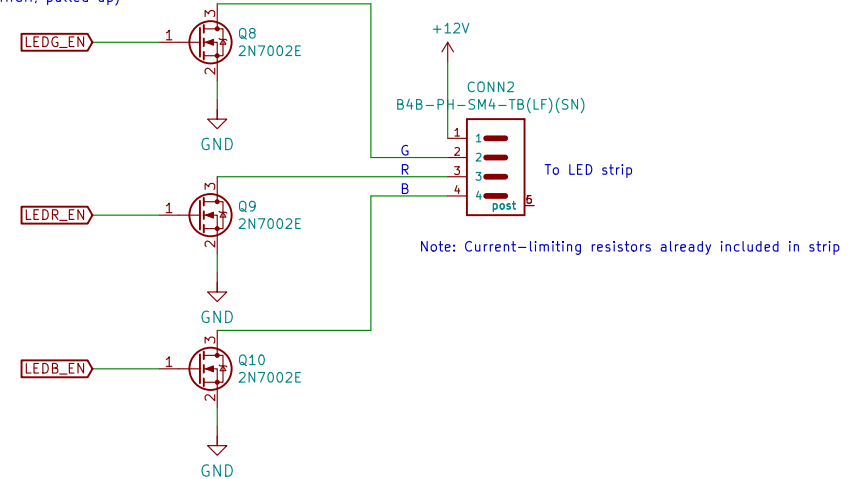 pulled up)
3
Q8
LEDG_EN
1
2N7002E
2
GND
+12V
CONN2
B4B-PH-SM4-TB(LF)(SN)
1
1
G
2
2
R
3
3
B
4
4
post
To LED strip
3
Q9
LEDR_EN
1
2N7002E
2
GND
Note: Current-limiting resistors already included in strip
3
Q10
LEDB_EN
1
2N7002E
2
GND